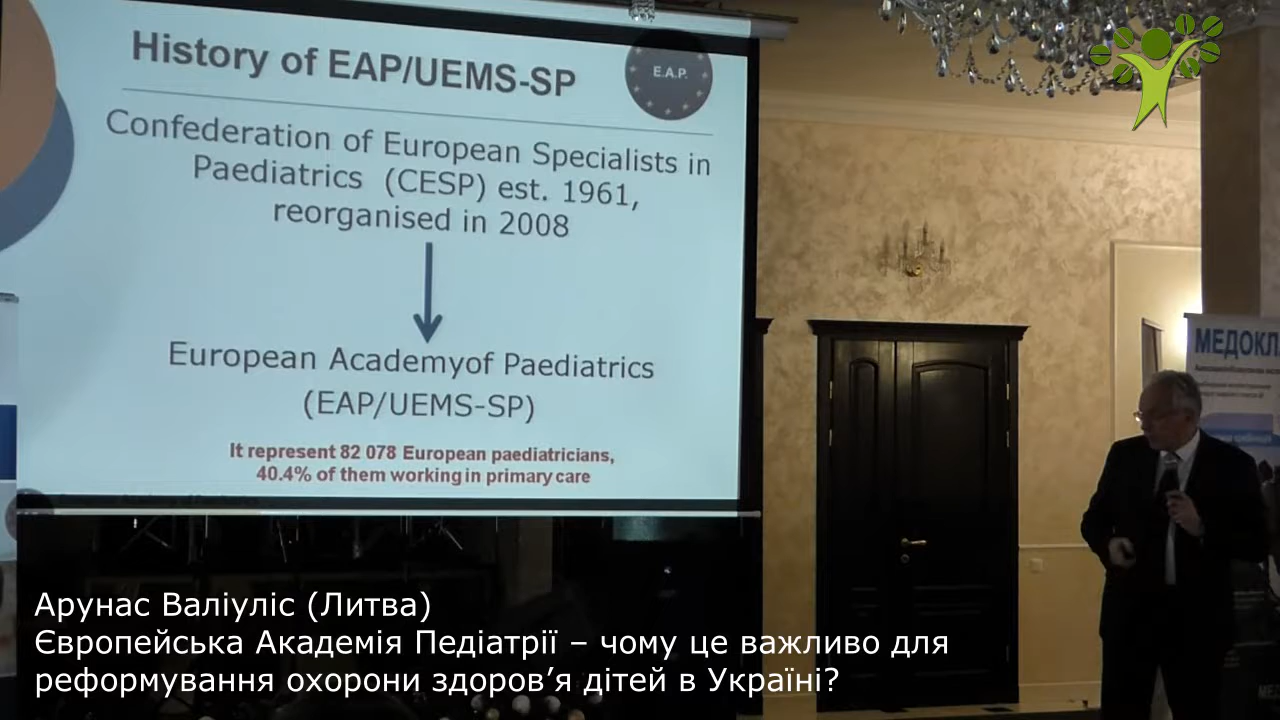 History of EAP/UEMS-SP
E.A.P.
Confederation of European Specialists in
Paediatrics (CESP) est. 1961,
reorganised in 2008
European Academyof Paediatrics
(EAP/UEMS-SP)
It represent 82 078 European paediatricians,
40.4% of them working in primary care
МЕДОКЛ
Арунас Валіуліс (Литва)
Європейська Академія Педіатрії – чому це важливо для
реформування охорони здоров’я дітей в Україні?